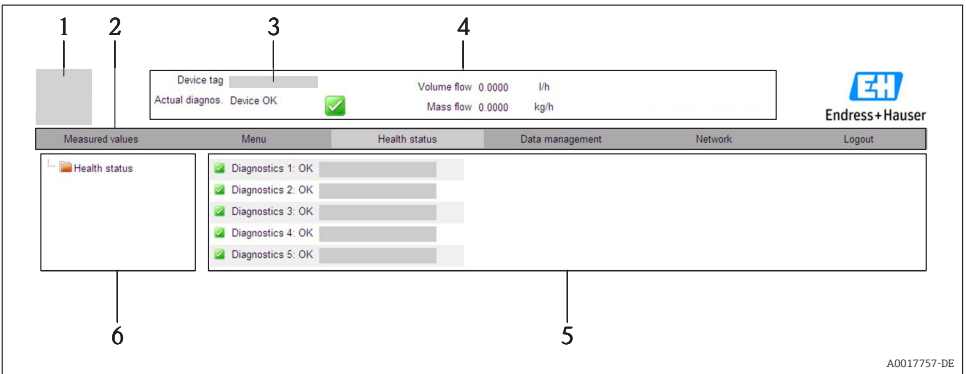 1
2
3
4
Device tag
Volume flow 0.0000 l/h
Actual diagnos. Device OK
Mass flow 0.0000 kg/h
EH
Endress+Hauser
Measured values Menu Health status Data management Network Logout
Health status
Diagnostics 1: OK
Diagnostics 2: OK
Diagnostics 3: OK
Diagnostics 4: OK
Diagnostics 5: OK
6
5
A0017757-DE